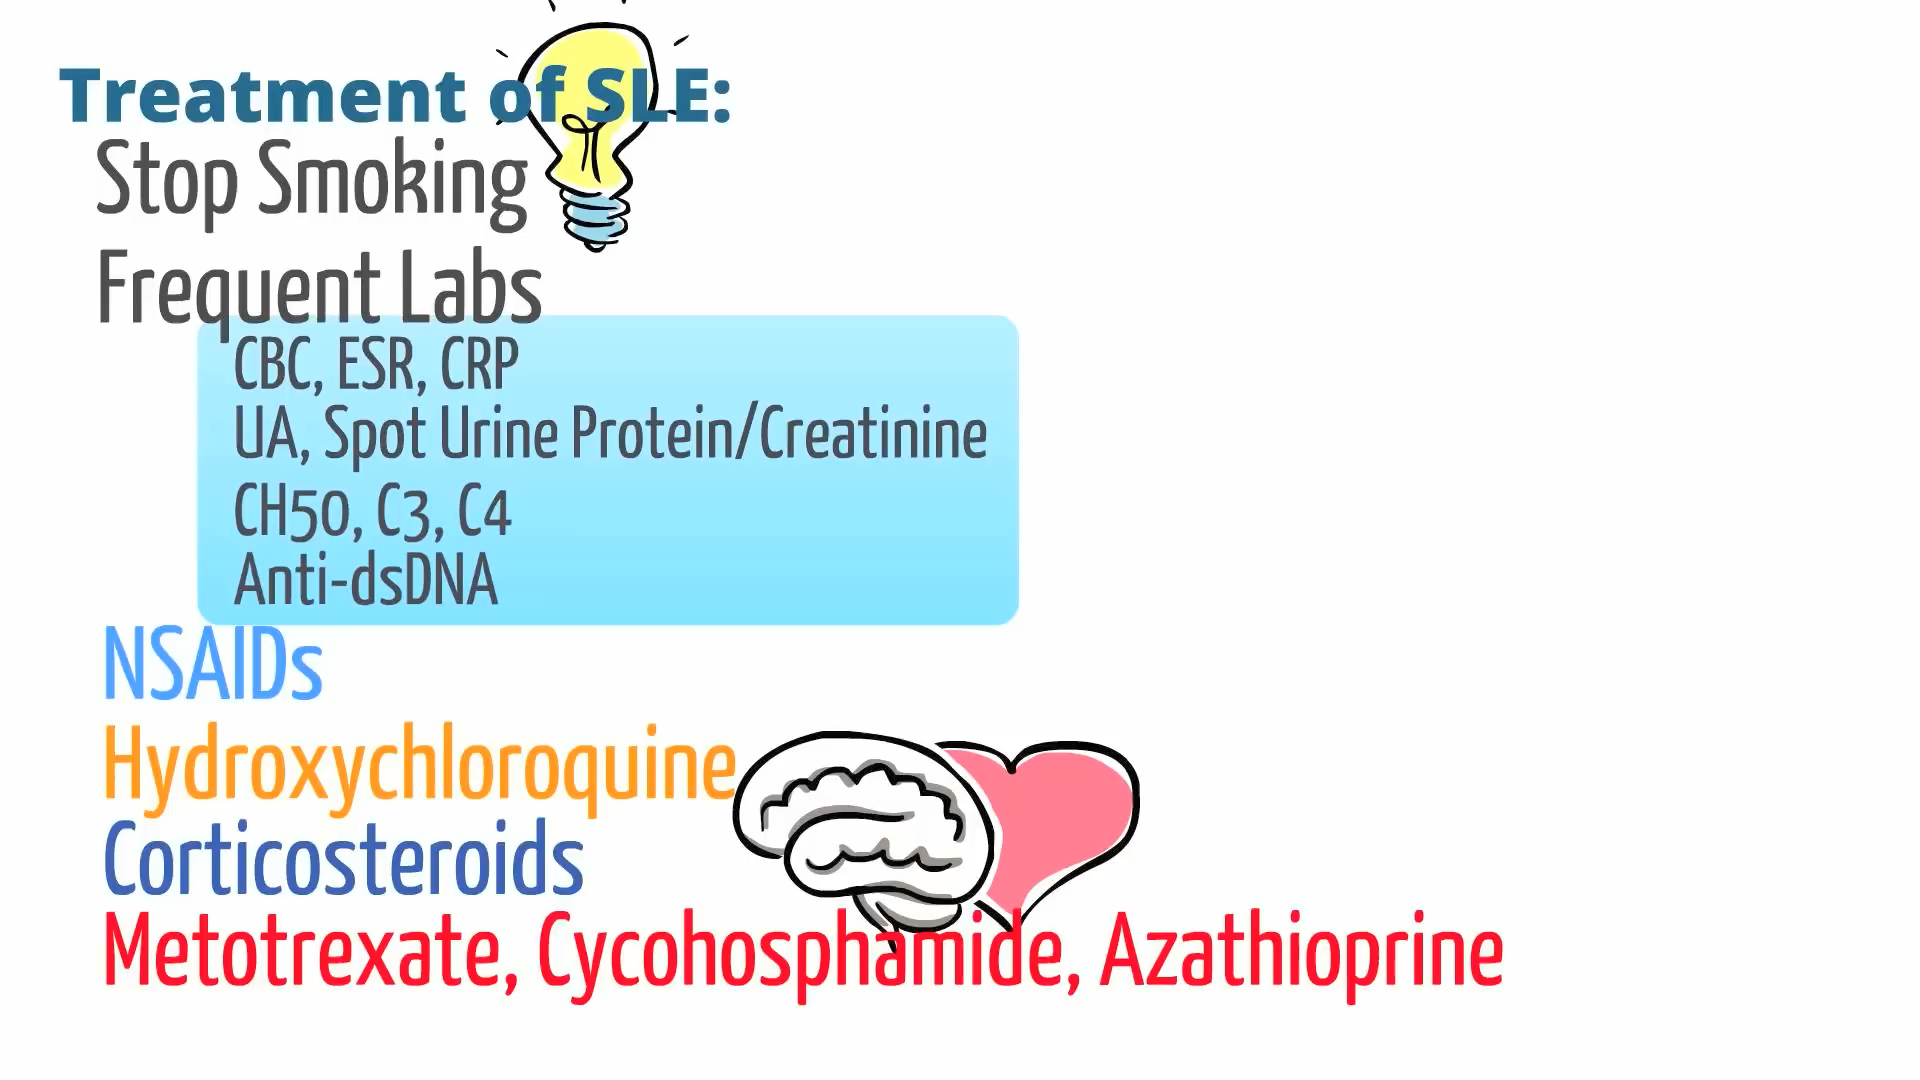 Treatment of SLE:
Stop Smoking
Frequent Labs
CBC, ESR, CRP
UA, Spot Urine Protein/Creatinine
CH50, C3, C4
Anti-dsDNA
NSAIDs
Hydroxychloroquine
Corticosteroids
Metotrexate, Cycohosphamide, Azathioprine